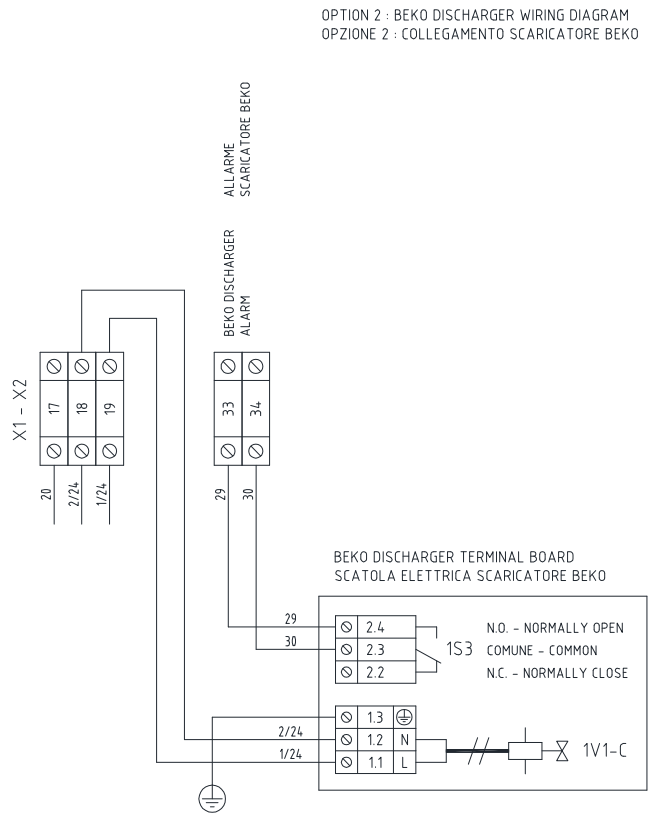 OPTION 2 : BEKO DISCHARGER WIRING DIAGRAM
OPZIONE 2 : COLLEGAMENTO SCARICATORE BEKO
ALLARME
SCARICATORE BEKO
BEKO DISCHARGER
ALARM
X1 - X2
17
18
19
33
34
20
2/24
1/24
29
30
BEKO DISCHARGER TERMINAL BOARD
SCATOLA ELETTRICA SCARICATORE BEKO
29
2.4
N.O. - NORMALLY OPEN
30
2.3
1S3
COMUNE - COMMON
2.2
N.C. - NORMALLY CLOSE
1.3
2/24
1.2
N
1/24
1.1
L
1V1-C